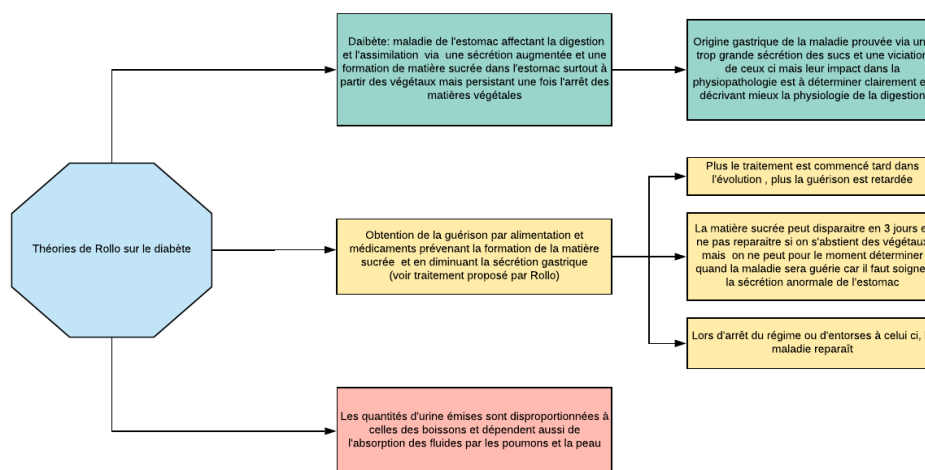 Théories de Rollo sur le diabète
Daibète: maladie de l'estomac affectant la digestion
et l'assimilation via une sécrétion augmentée et une
formation de matière sucrée dans l'estomac surtout à
partir des végétaux mais persistant une fois l'arrêt des
matières végétales
Origine gastrique de la maladie prouvée via un
trop grande sécrétion des sucs et une viciation
de ceux ci mais leur impact dans la
physiopathologie est à déterminer clairement e
décrivant mieux la physiologie de la digestion
Obtention de la guérison par alimentation et
médicaments prévenant la formation de la matière
sucrée et en diminuant la sécrétion gastrique
(voir traitement proposé par Rollo)
Plus le traitement est commencé tard dans
l'évolution , plus la guérison est retardée
La matière sucrée peut disparaitre en 3 jours e
ne pas reparaitre si on s'abstient des végétaux
mais on ne peut pour le moment déterminer
quand la maladie sera guérie car il faut soigne
la sécrétion anormale de l'estomac
Lors d'arrêt du régime ou d'entorses à celui ci,
maladie reparaît
Les quantités d'urine émises sont disproportionnées à
celles des boissons et dépendent aussi de
l'absorption des fluides par les poumons et la peau